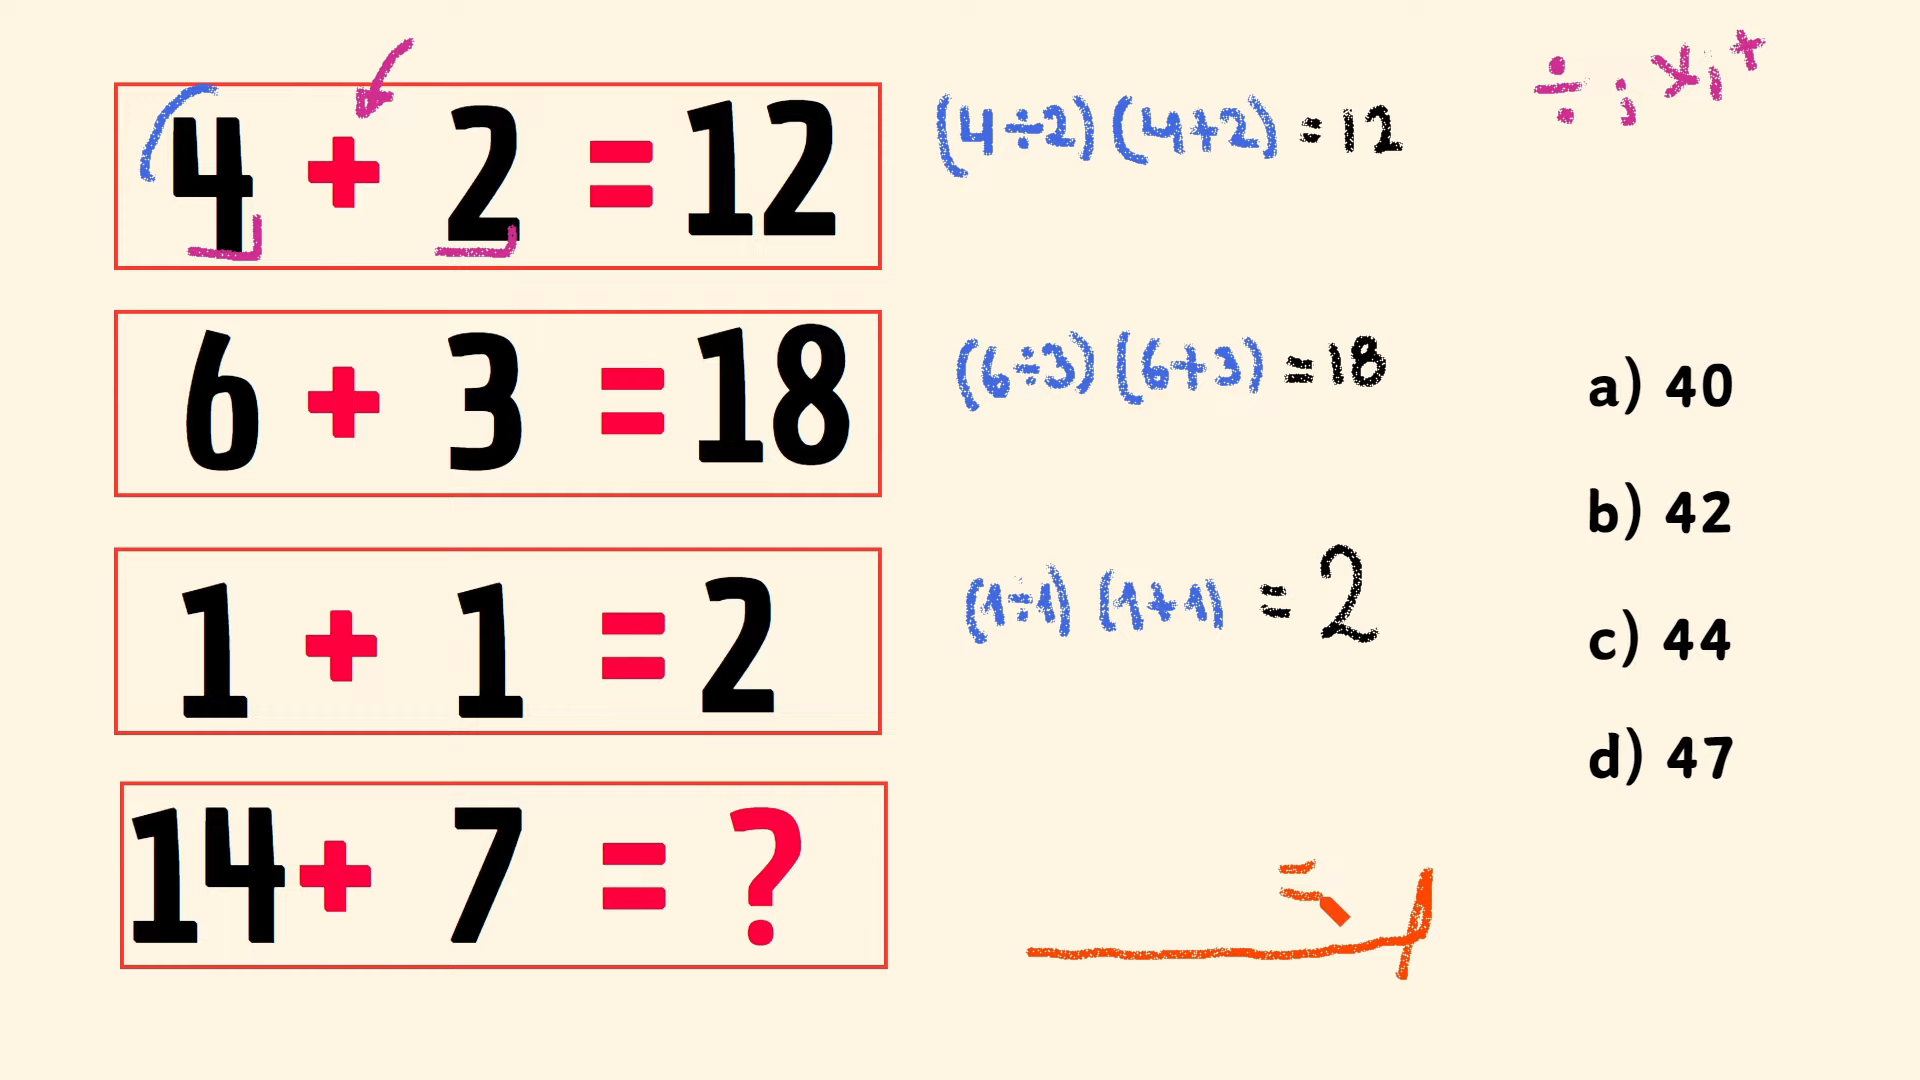 4 + 2 = 12
(4÷2) (4+2) = 12
÷ ; x, +
6 + 3 = 18
(6÷3) (6+3) = 18
1 + 1 = 2
(1÷1) (1+1) = 2
14 + 7 = ?
=
a) 40
b) 42
c) 44
d) 47